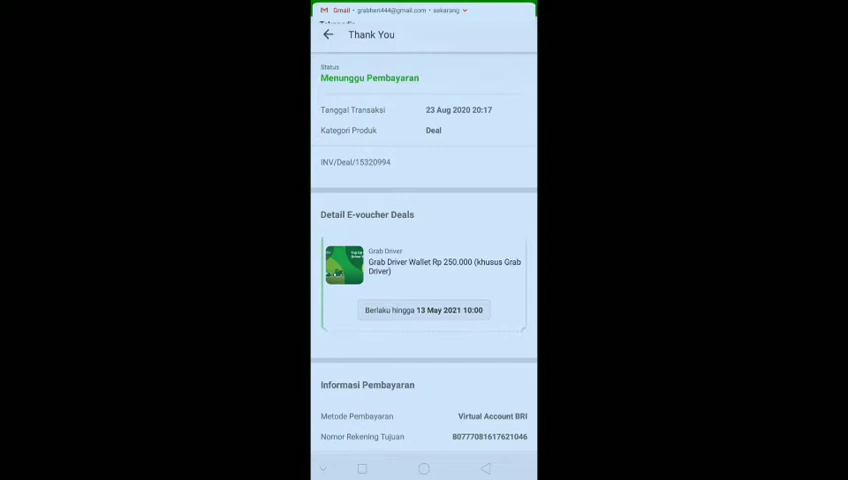 Gmail • grabheri444@gmail.com • sekarang
Thank You
Status
Menunggu Pembayaran
Tanggal Transaksi 23 Aug 2020 20:17
Kategori Produk Deal
INV/Deal/15320994
Detail E-voucher Deals
Grab Driver
Grab Driver Wallet Rp 250.000 (khusus Grab
Driver)
Berlaku hingga 13 May 2021 10:00
Informasi Pembayaran
Metode Pembayaran Virtual Account BRI
Nomor Rekening Tujuan 80777081617621046